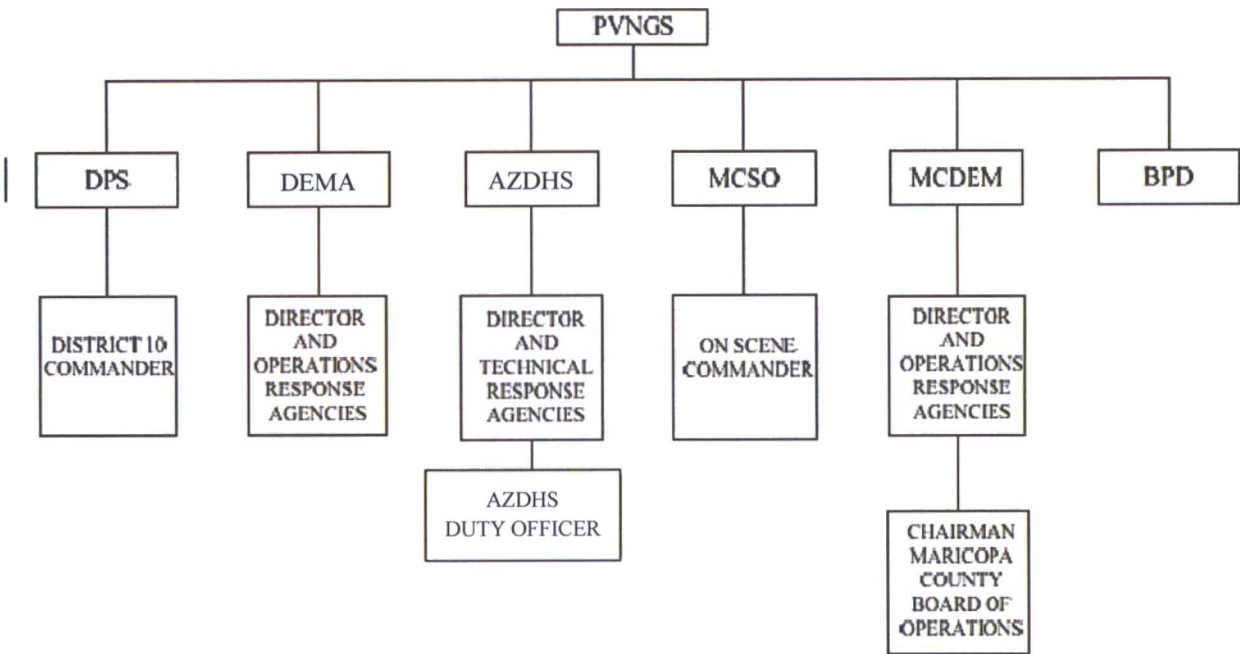 PVNGS
DPS
DEMA
AZDHS
MCSO
MCDEM
BPD
DISTRICT 10
COMMANDER
DIRECTOR
AND
OPERATIONS
RESPONSE
AGENCIES
DIRECTOR
AND
TECHNICAL
RESPONSE
AGENCIES
ON SCENE
COMMANDER
DIRECTOR
AND
OPERATIONS
RESPONSE
AGENCIES
AZDHS
DUTY OFFICER
CHAIRMAN
MARICOPA
COUNTY
BOARD OF
OPERATIONS